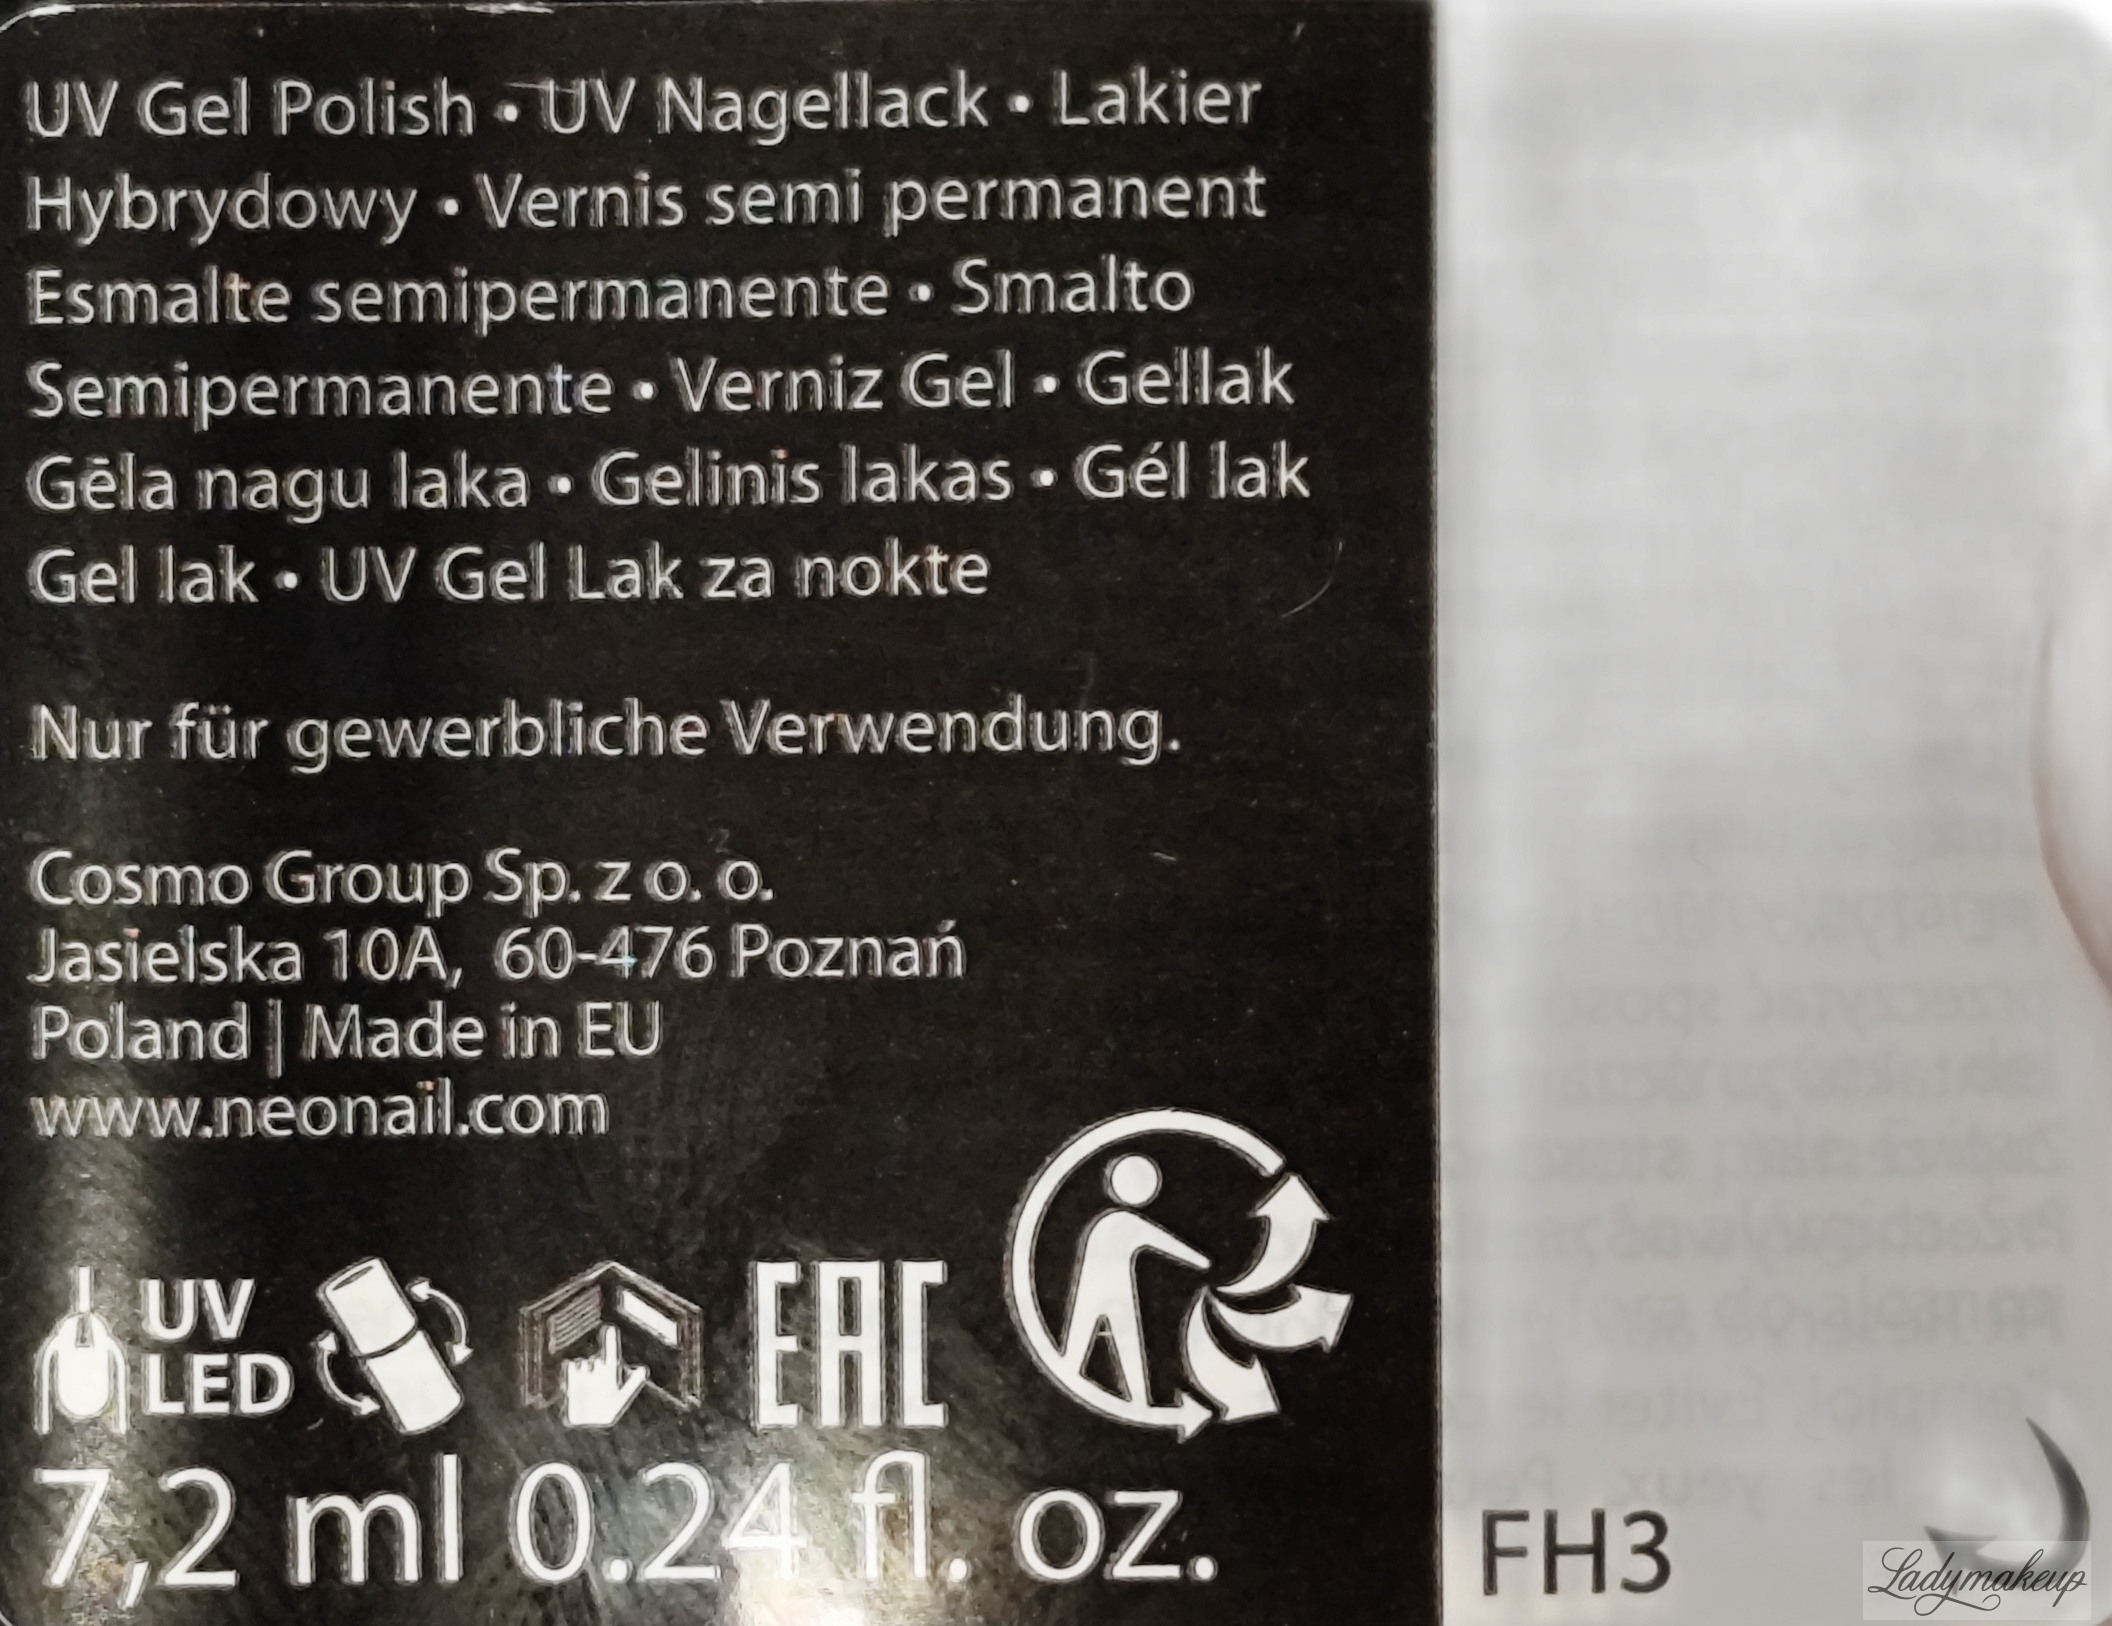 UV Gel Polish • UV Nagellack • Lakier
Hybrydowy • Vernis semi permanent
Esmalte semipermanente • Smalto
Semipermanente • Verniz Gel • Gellak
Gēla nagu laka • Gelinis lakas • Gél lak
Gel lak • UV Gel Lak za nokte
Nur für gewerbliche Verwendung.
Cosmo Group Sp. z o. o.
Jasielska 10A, 60-476 Poznań
Poland | Made in EU
www.neonail.com
UV
LED
EAC
7,2 ml 0.24 fl. oz.
FH3
Ladymakeup